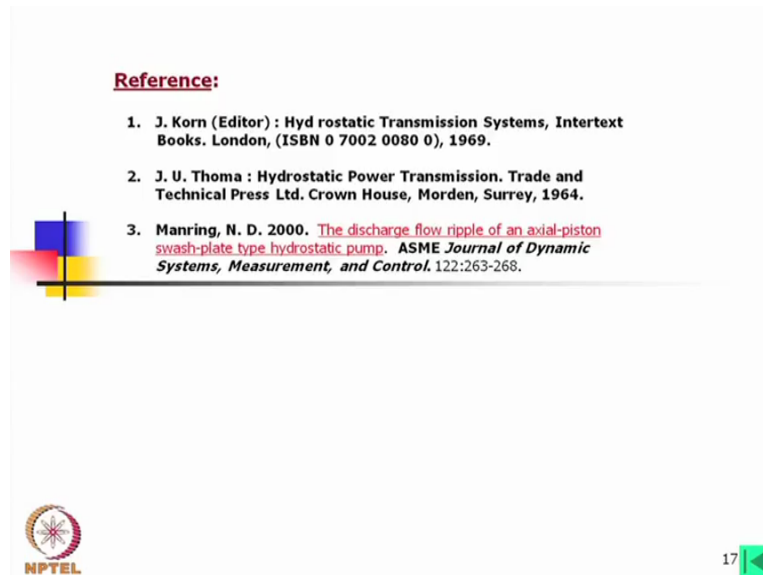 Reference:
1. J. Korn (Editor) : Hyd rostatic Transmission Systems, Intertext
Books. London, (ISBN 0 7002 0080 0), 1969.
2. J. U. Thoma : Hydrostatic Power Transmission. Trade and
Technical Press Ltd. Crown House, Morden, Surrey, 1964.
3. Manring, N. D. 2000. The discharge flow ripple of an axial-piston
swash-plate type hydrostatic pump. ASME Journal of Dynamic
Systems, Measurement, and Control. 122:263-268.
NPTEL
17